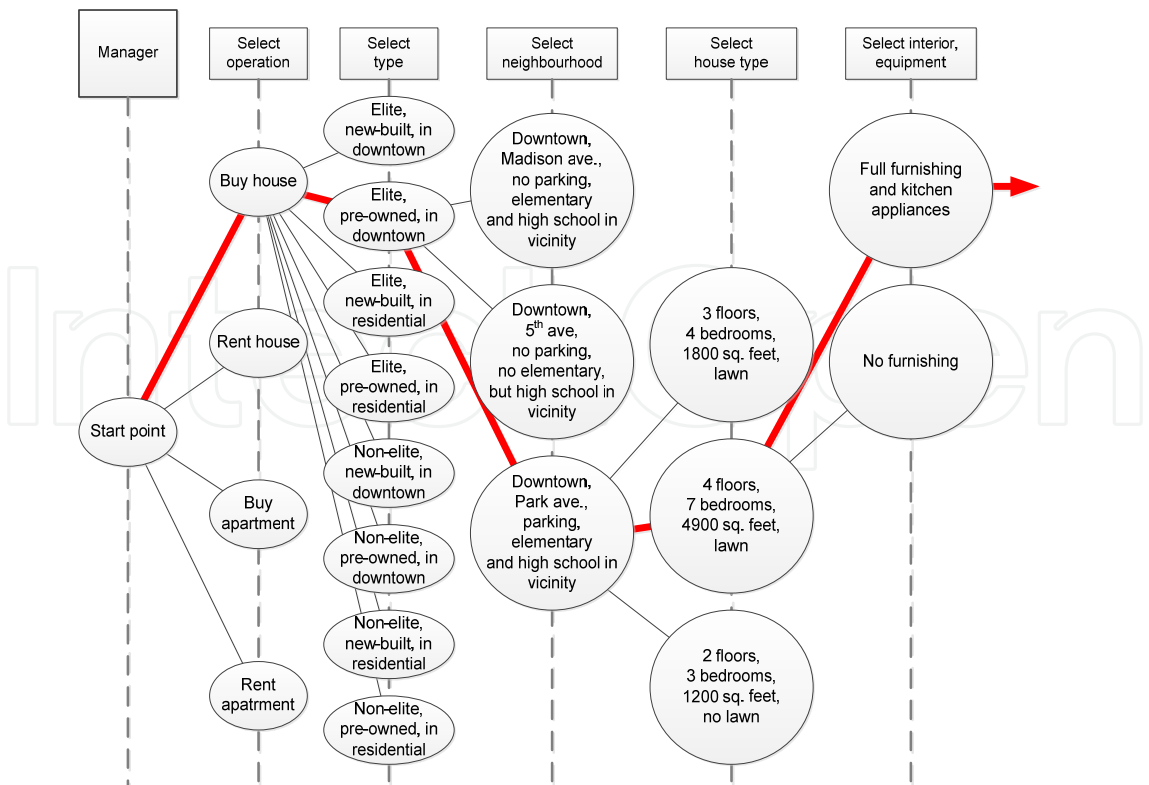 Manager
Select
operation
Select
type
Select
neighbourhood
Select
house type
Select interior,
equipment
Start point
Buy house
Rent house
Buy
apartment
Rent
apatrment
Elite,
new-built, in
downtown
Elite,
pre-owned, in
downtown
Elite,
new-built, in
residential
Elite,
pre-owned, in
residential
Non-elite,
new-built, in
downtown
Non-elite,
pre-owned, in
downtown
Non-elite,
new-built, in
residential
Non-elite,
pre-owned, in
residential
Downtown,
Madison ave.,
no parking,
elementary
and high school in
vicinity
Downtown,
5th ave,
no parking,
no elementary,
but high school in
vicinity
Downtown,
Park ave.,
parking,
elementary
and high school in
vicinity
3 floors,
4 bedrooms,
1800 sq. feet,
lawn
4 floors,
7 bedrooms,
4900 sq. feet,
lawn
2 floors,
3 bedrooms,
1200 sq. feet,
no lawn
Full furnishing
and kitchen
appliances
No furnishing
IntechOpen